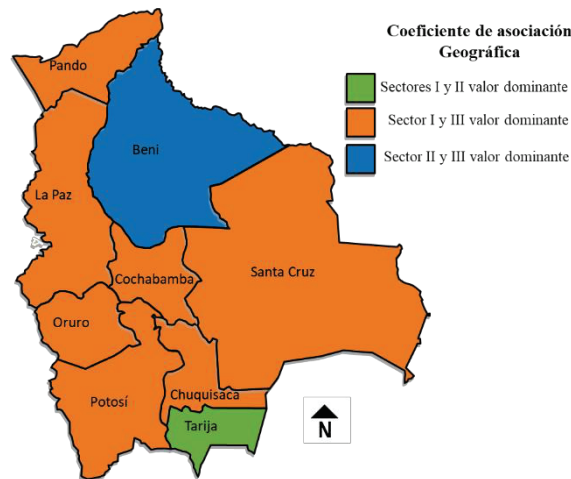 Coeficiente de asociación
Geográfica
Sectores I y II valor dominante
Sector I y III valor dominante
Sector II y III valor dominante
Pando
Beni
La Paz
Cochabamba
Santa Cruz
Oruro
Potosí
Chuquisaca
Tarija
N